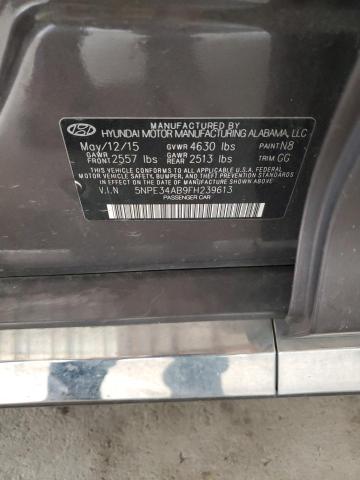 MANUFACTURED BY
HYUNDAI MOTOR MANUFACTURING ALABAMA, LLC
May/12/15 GVWR 4630 lbs PAINT N8
GAWR FRONT 2557 lbs GAWR REAR 2513 lbs TRIM GG
THIS VEHICLE CONFORMS TO ALL APPLICABLE U.S.A. FEDERAL
MOTOR VEHICLE SAFETY, BUMPER, AND THEFT PREVENTION STANDARDS
IN EFFECT ON THE DATE OF MANUFACTURE SHOWN ABOVE.
V.I.N 5NPE34AB9FH239613
PASSENGER CAR